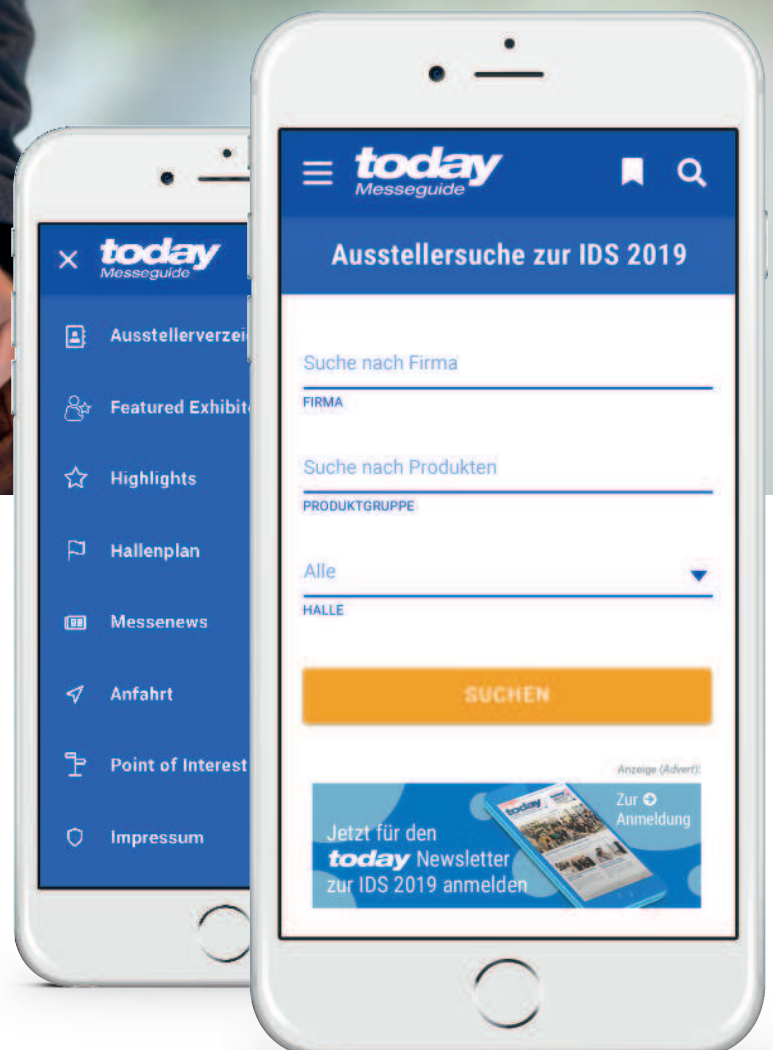 today
Messeguide
Featured Exhibit
Highlights
Hallenplan
Messenews
Anfahrt
Point of Interest
Impressum
today
Messeguide
Ausstellersuche zur IDS 2019
Suche nach Firma
FIRMA
Suche nach Produkten
PRODUKTGRUPPE
Alle
HALLE
SUCHEN
Anzeige (Advert)
Jetzt für den
today Newsletter
zur IDS 2019 anmelden
Zur
Anmeldung